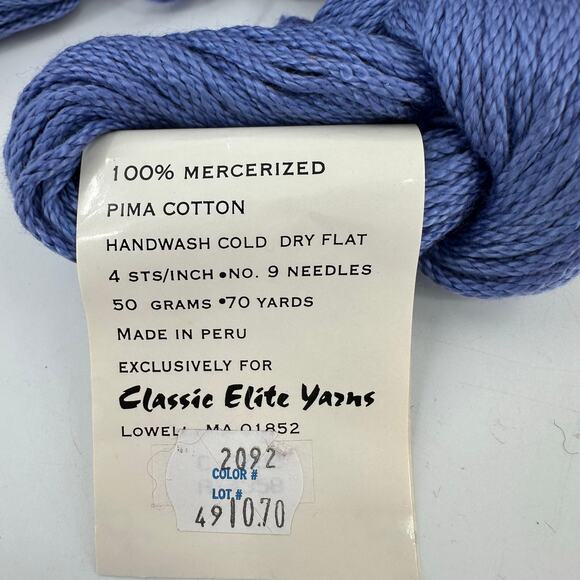 100% MERCERIZED
PIMA COTTON
HANDWASH COLD DRY FLAT
4 STS/INCH • NO. 9 NEEDLES
50 GRAMS • 70 YARDS
MADE IN PERU
EXCLUSIVELY FOR
Classic Elite Yarns
LOWELL, MA 01852
2092
COLOR #
LOT #
4910.70